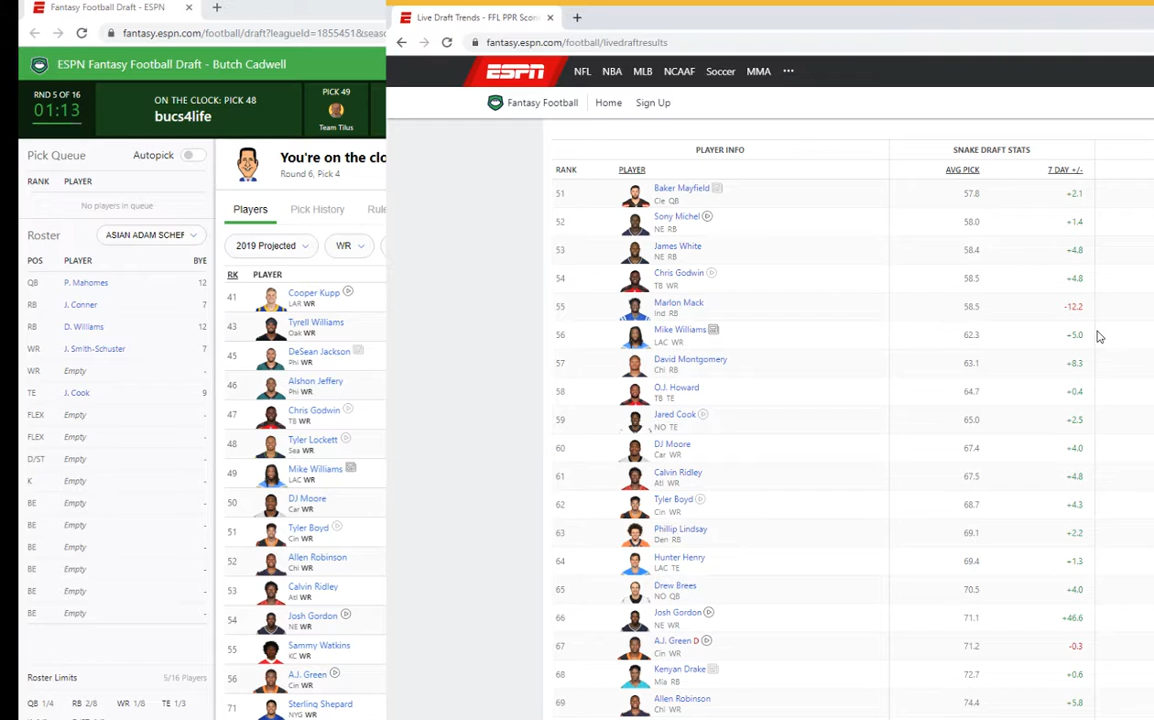 Fantasy Football Draft - ESPN
fantasy.espn.com/football/draft?leagueId=1855451&seasc
ESPN Fantasy Football Draft - Butch Cadwell
RND 5 OF 16
01:13
ON THE CLOCK: PICK 48
bucs4life
PICK 49
Team Tilus
Pick Queue
Autopick
RANK PLAYER
No players in queue
Roster
ASIAN ADAM SCHEF
POS PLAYER BYE
QB P. Mahomes 12
RB J. Conner 7
RB D. Williams 12
WR J. Smith-Schuster 7
WR Empty -
TE J. Cook 9
FLEX Empty -
FLEX Empty -
D/ST Empty -
K Empty -
BE Empty -
BE Empty -
BE Empty -
BE Empty -
BE Empty -
BE Empty -
Roster Limits 5/16 Players
QB 1/4 RB 2/8 WR 1/8 TE 1/3
You're on the clo
Round 6, Pick 4
Players Pick History Rule
2019 Projected WR
RK PLAYER
41 Cooper Kupp
LAR WR
43 Tyrell Williams
Oak WR
45 DeSean Jackson
Phi WR
46 Alshon Jeffery
Phi WR
47 Chris Godwin
TB WR
48 Tyler Lockett
Sea WR
49 Mike Williams
LAC WR
50 DJ Moore
Car WR
51 Tyler Boyd
Cin WR
52 Allen Robinson
Chi WR
53 Calvin Ridley
Atl WR
54 Josh Gordon
NE WR
55 Sammy Watkins
KC WR
56 A.J. Green
Cin WR
71 Sterling Shepard
NYG WR
Live Draft Trends - FFL PPR Scor
fantasy.espn.com/football/livedraftresults
ESPN NFL NBA MLB NCAAF Soccer MMA
Fantasy Football Home Sign Up
PLAYER INFO SNAKE DRAFT STATS
RANK PLAYER AVG PICK 7 DAY +/-
51 Baker Mayfield 57.8 +2.1
Cle QB
52 Sony Michel 58.0 +1.4
NE RB
53 James White 58.4 +4.8
NE RB
54 Chris Godwin 58.5 +4.8
TB WR
55 Marlon Mack 58.5 -12.2
Ind RB
56 Mike Williams 62.3 +5.0
LAC WR
57 David Montgomery 63.1 +8.3
Chi RB
58 O.J. Howard 64.7 +0.4
TB TE
59 Jared Cook 65.0 +2.5
NO TE
60 DJ Moore 67.4 +4.0
Car WR
61 Calvin Ridley 67.5 +4.8
Atl WR
62 Tyler Boyd 68.7 +4.3
Cin WR
63 Phillip Lindsay 69.1 +2.2
Den RB
64 Hunter Henry 69.4 +1.3
LAC TE
65 Drew Brees 70.5 +4.0
NO QB
66 Josh Gordon 71.1 +46.6
NE WR
67 A.J. Green D 71.2 -0.3
Cin WR
68 Kenyan Drake 72.7 +0.6
Mia RB
69 Allen Robinson 74.4 +5.8
Chi WR